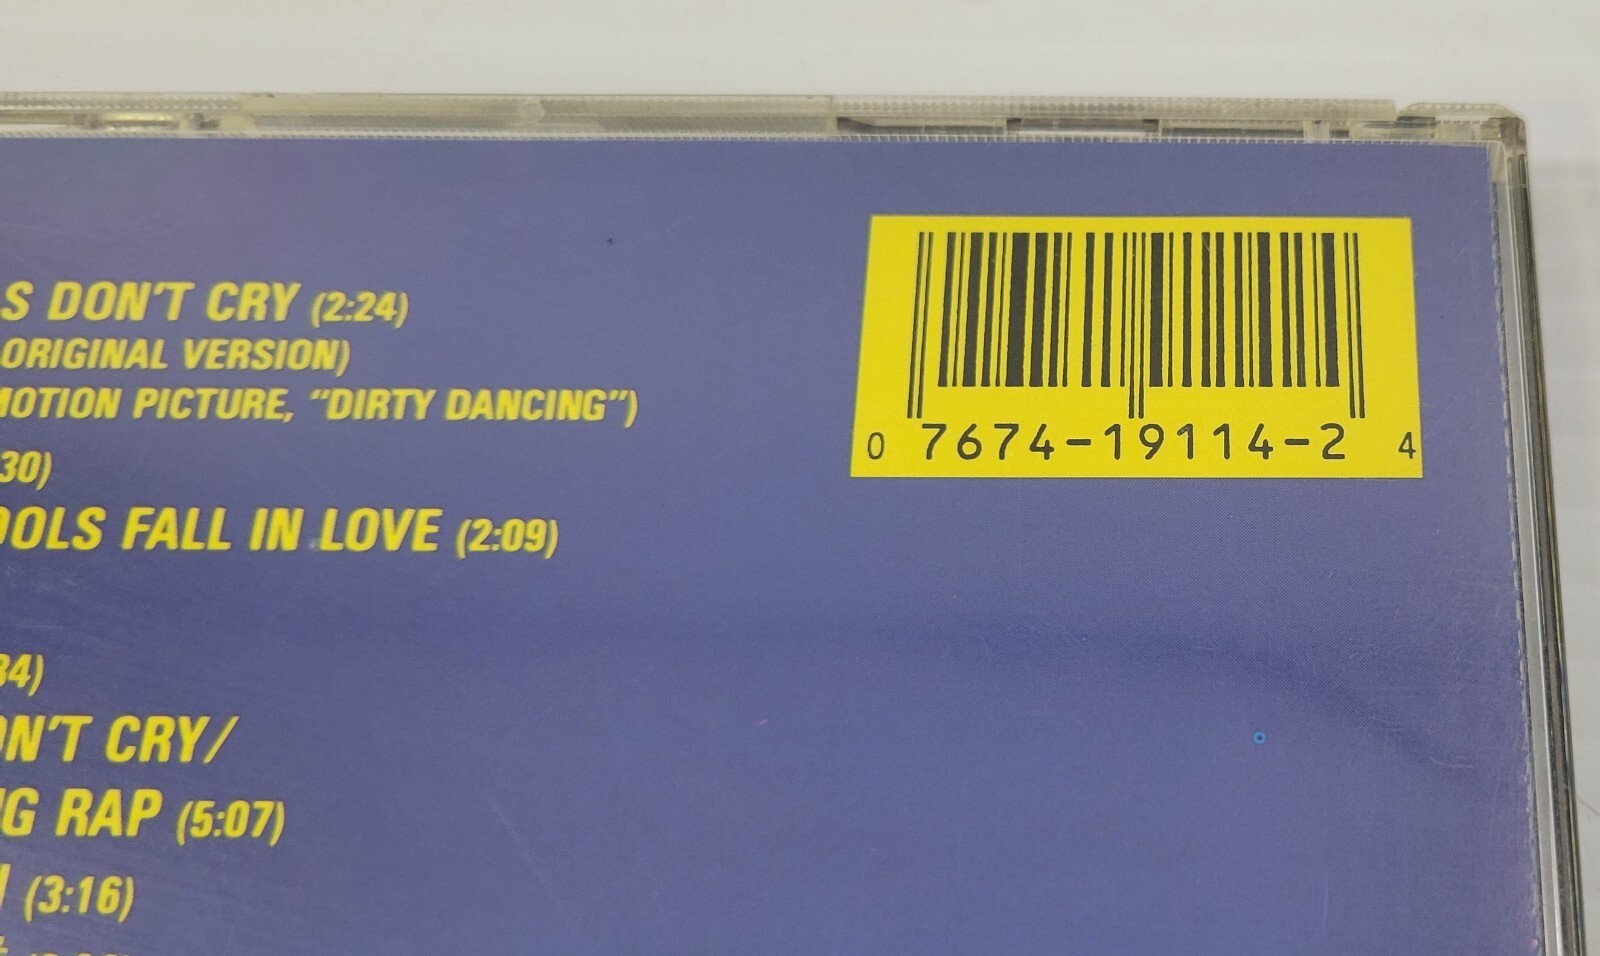 S DON'T CRY (2:24)
ORIGINAL VERSION)
MOTION PICTURE, "DIRTY DANCING")
30)
OOLS FALL IN LOVE (2:09)
34)
ON'T CRY/
G RAP (5:07)
(3:16)
0 7674-19114-2 4